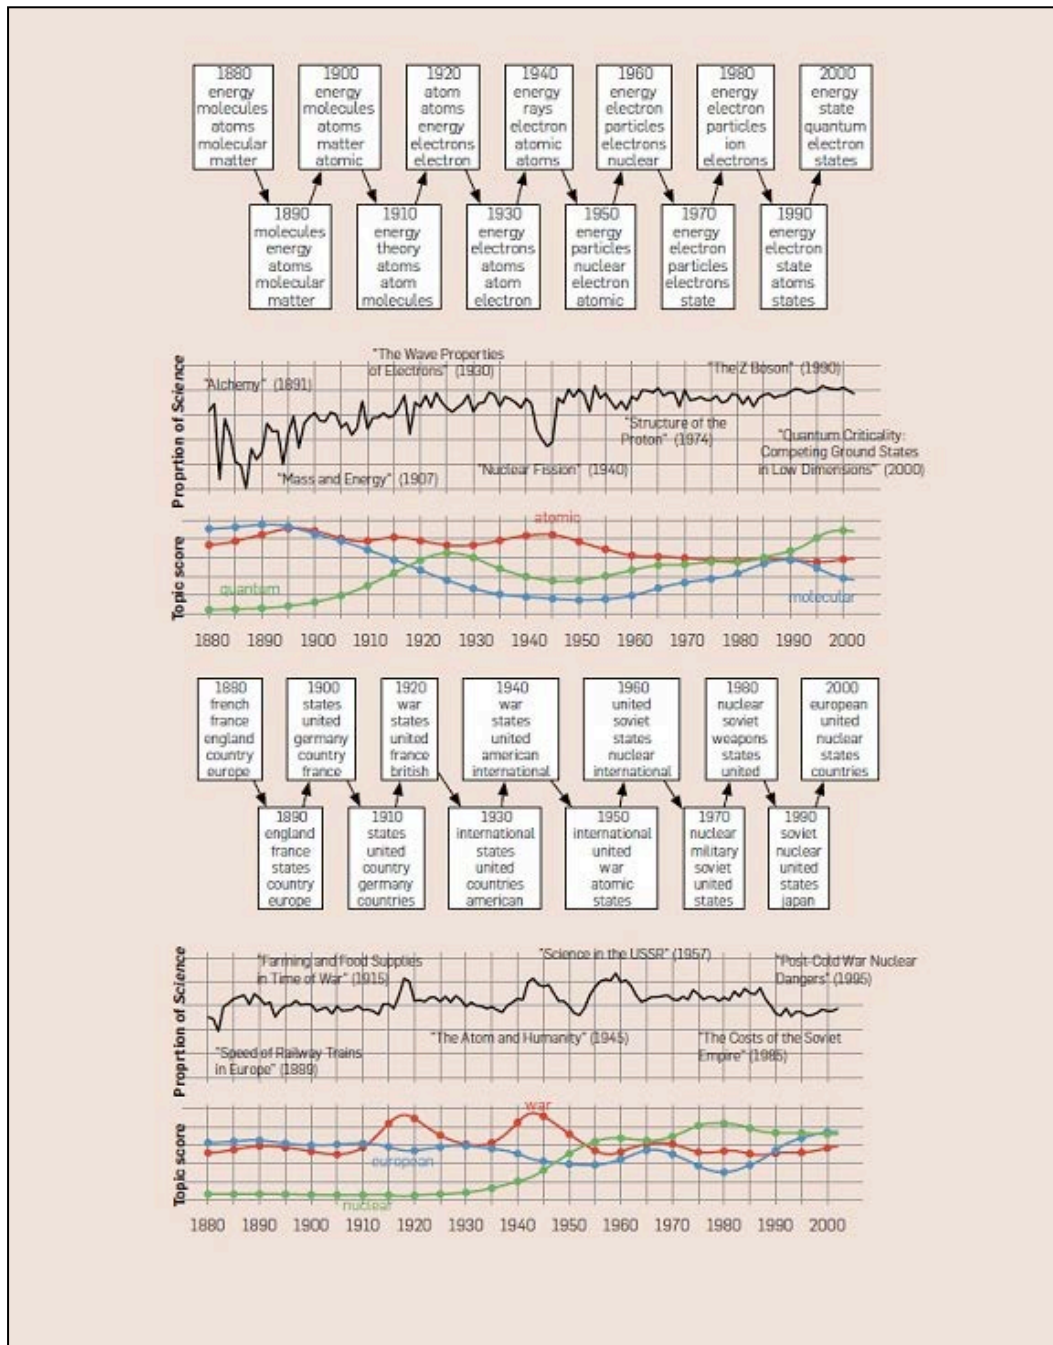 1880
energy
molecules
atoms
molecular
matter
1900
energy
molecules
atoms
matter
atomic
1920
atom
atoms
energy
electrons
electron
1940
energy
rays
electron
atomic
atoms
1960
energy
electron
particles
electrons
nuclear
1980
energy
electron
particles
ion
electrons
2000
energy
state
quantum
electron
states
1890
molecules
energy
atoms
molecular
matter
1910
energy
theory
atoms
atom
molecules
1930
energy
electrons
atoms
atom
electron
1950
energy
particles
nuclear
electron
atomic
1970
energy
electron
particles
electrons
state
1990
energy
electron
state
atoms
states
Proprtion of Science
"Alchemy" (1891)
"The Wave Properties
of Electrons" (1930)
"The Z Boson" (1990)
"Mass and Energy" (1907)
"Nuclear Fission" (1940)
"Structure of the
Proton" (1974)
"Quantum Criticality:
Competing Ground States
in Low Dimensions" (2000)
Topic score
atomic
quantum
molecular
1880 1890 1900 1910 1920 1930 1940 1950 1960 1970 1980 1990 2000
1880
french
france
england
country
europe
1900
states
united
germany
country
france
1920
war
states
united
france
british
1940
war
states
united
american
international
1960
united
soviet
states
nuclear
international
1980
nuclear
soviet
weapons
states
united
2000
european
united
nuclear
states
countries
1890
england
france
states
country
europe
1910
states
united
country
germany
countries
1930
international
states
united
countries
american
1950
international
united
war
atomic
states
1970
nuclear
military
soviet
united
states
1990
soviet
nuclear
united
states
japan
Proprtion of Science
"Farming and Food Supplies
in Time of War" (1915)
"Science in the USSR" (1957)
"Post-Cold War Nuclear
Dangers" (1995)
"Speed of Railway Trains
in Europe" (1889)
"The Atom and Humanity" (1945)
"The Costs of the Soviet
Empire" (1985)
Topic score
war
european
nuclear
1880 1890 1900 1910 1920 1930 1940 1950 1960 1970 1980 1990 2000